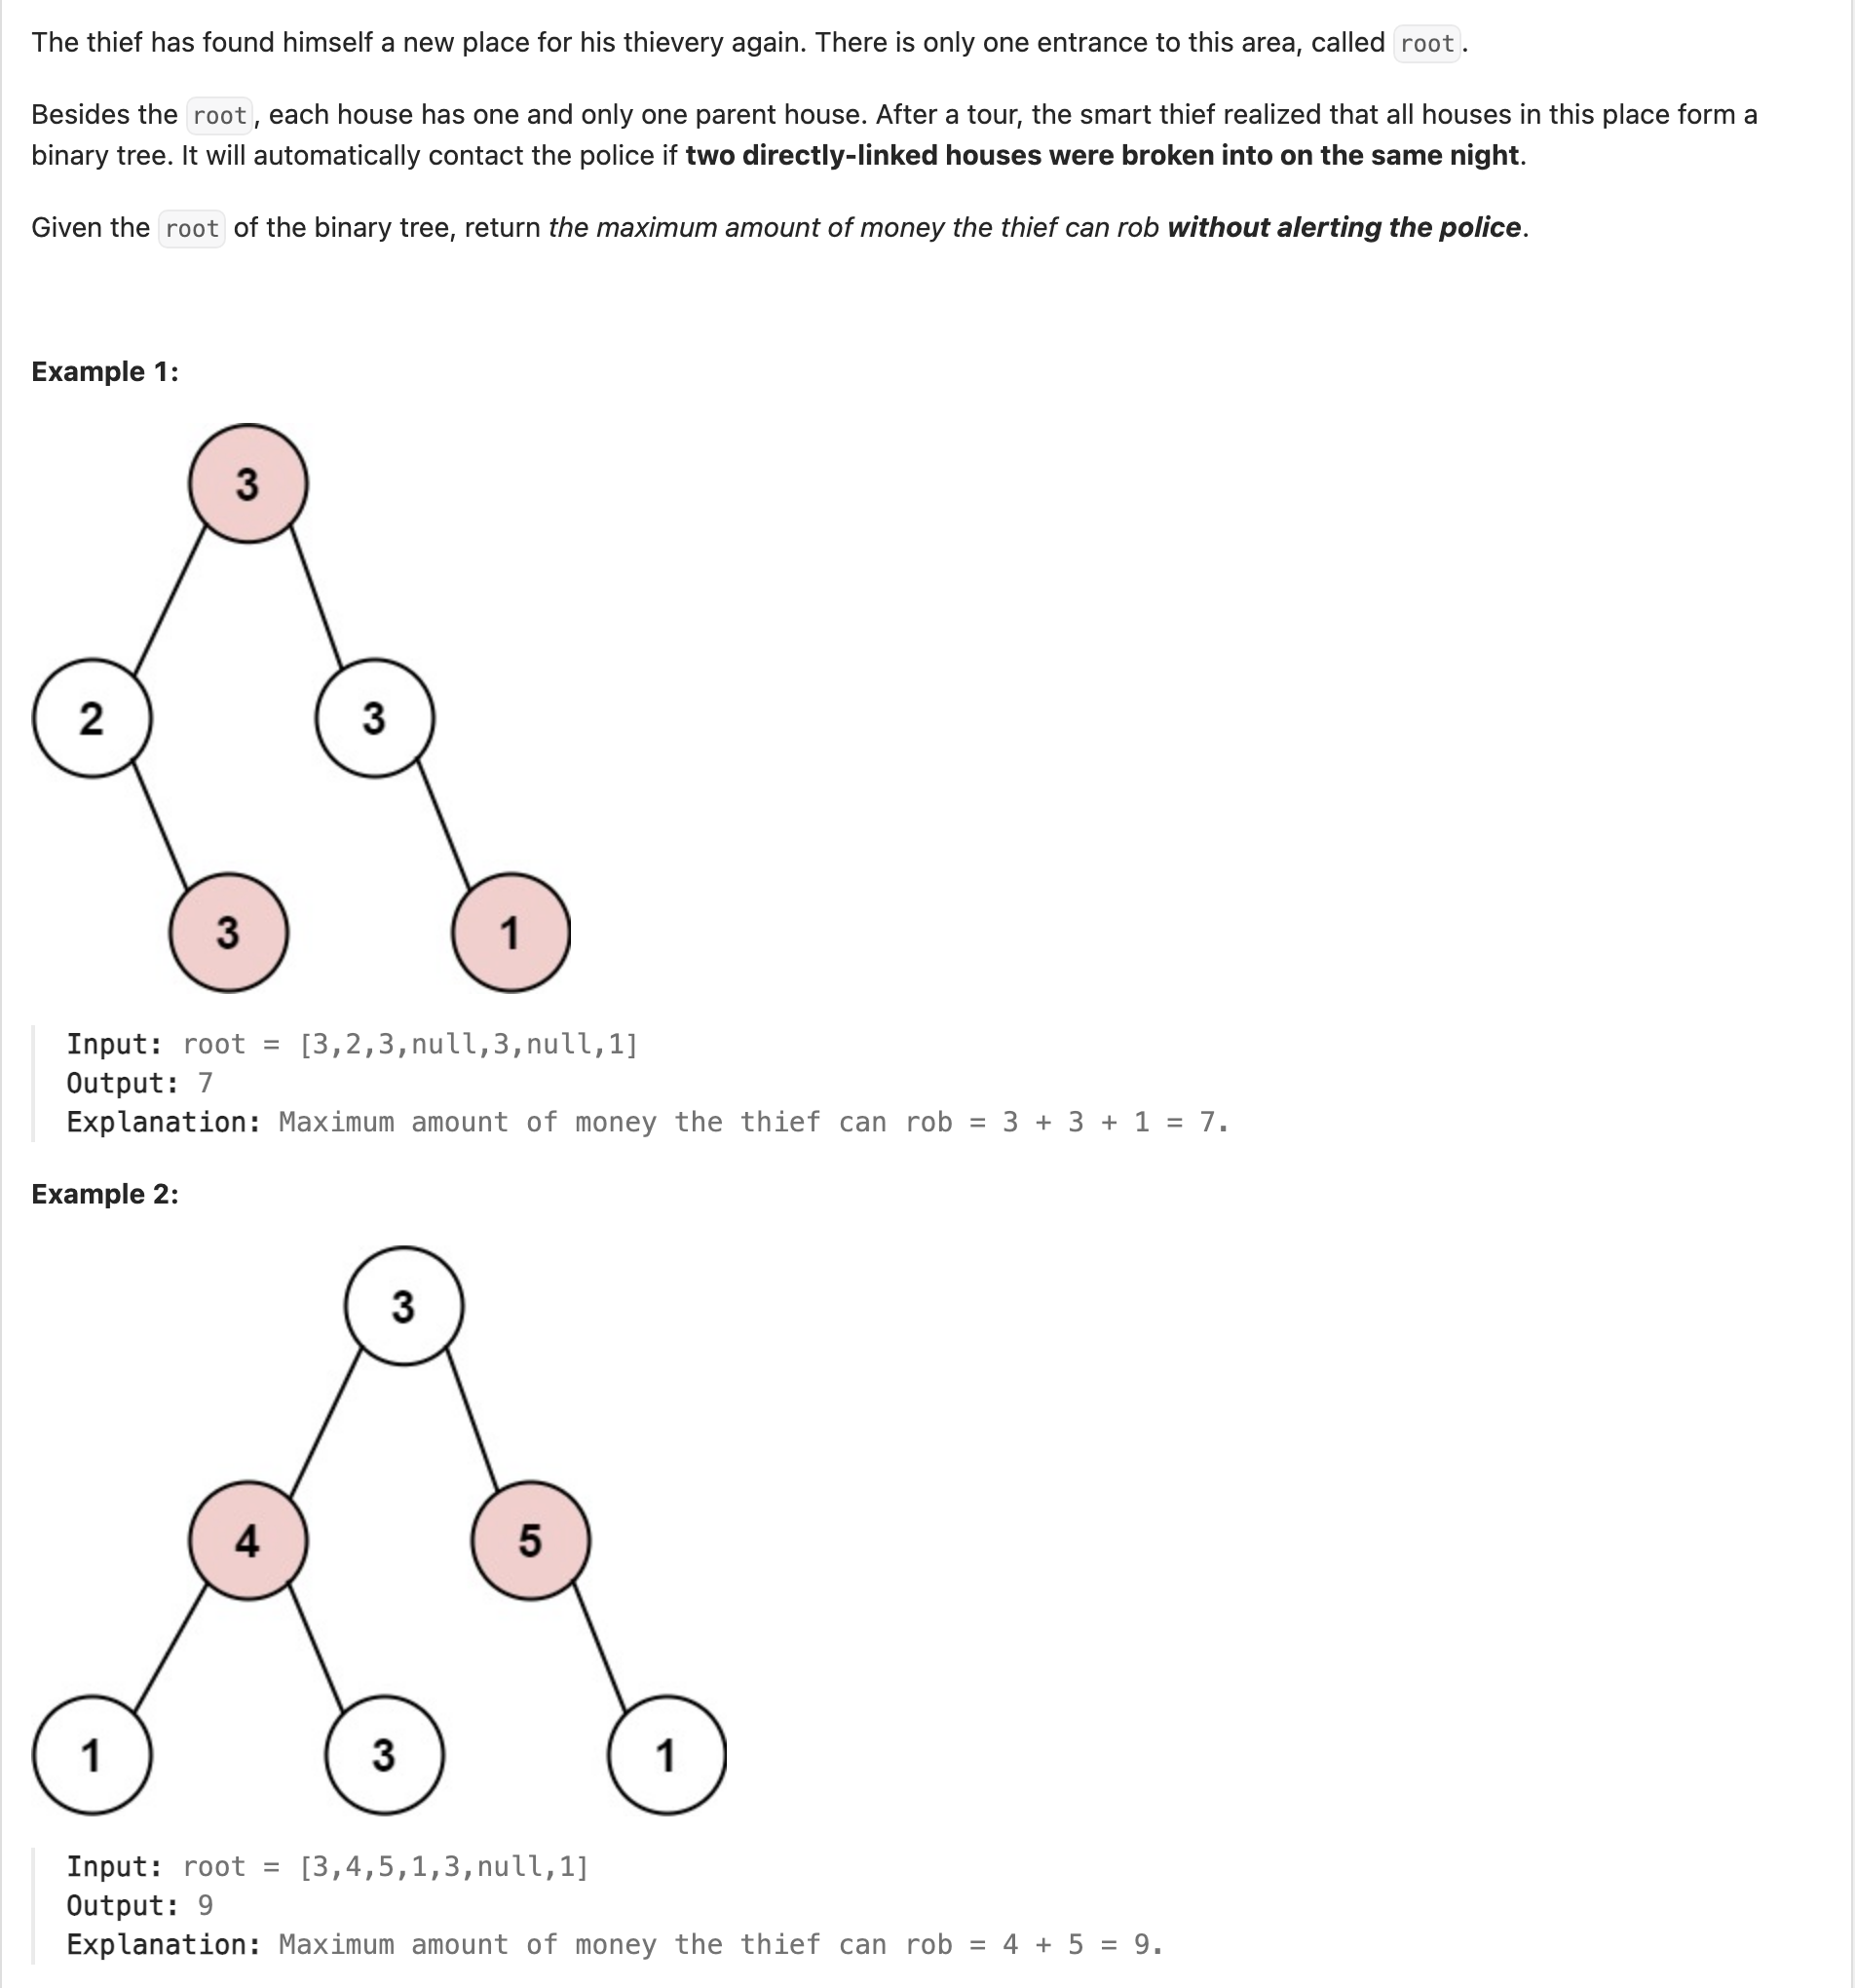 The thief has found himself a new place for his thievery again. There is only one entrance to this area, called root.
Besides the root, each house has one and only one parent house. After a tour, the smart thief realized that all houses in this place form a
binary tree. It will automatically contact the police if two directly-linked houses were broken into on the same night.
Given the root of the binary tree, return the maximum amount of money the thief can rob without alerting the police.
Example 1:
3
2 3
3 1
Input: root = [3,2,3,null,3,null,1]
Output: 7
Explanation: Maximum amount of money the thief can rob = 3 + 3 + 1 = 7.
Example 2:
3
4 5
1 3 1
Input: root = [3,4,5,1,3,null,1]
Output: 9
Explanation: Maximum amount of money the thief can rob = 4 + 5 = 9.